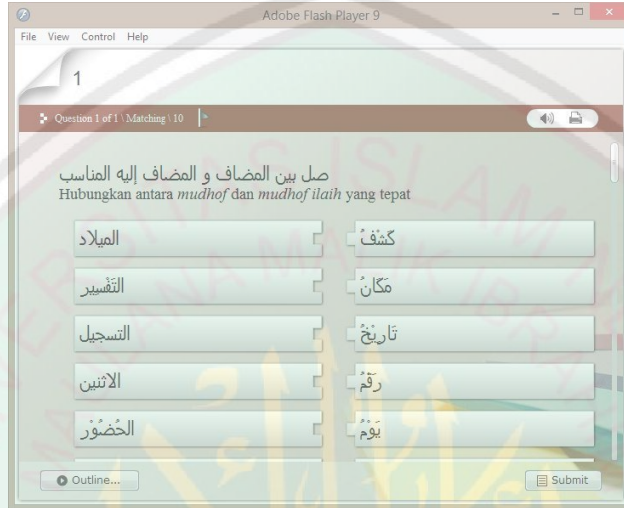 Adobe Flash Player 9
File View Control Help
1
Question 1 of 1 \ Matching \ 10
صل بين المضاف و المضاف إليه المناسب
Hubungkan antara mudhof dan mudhof ilaih yang tepat
الميلاد
كَشْفُ
التَفْسِير
مَكَانُ
التسجيل
تَارِيْخُ
الاثنين
رَقْمُ
الحُضُوْر
يَوْمُ
Outline...
Submit